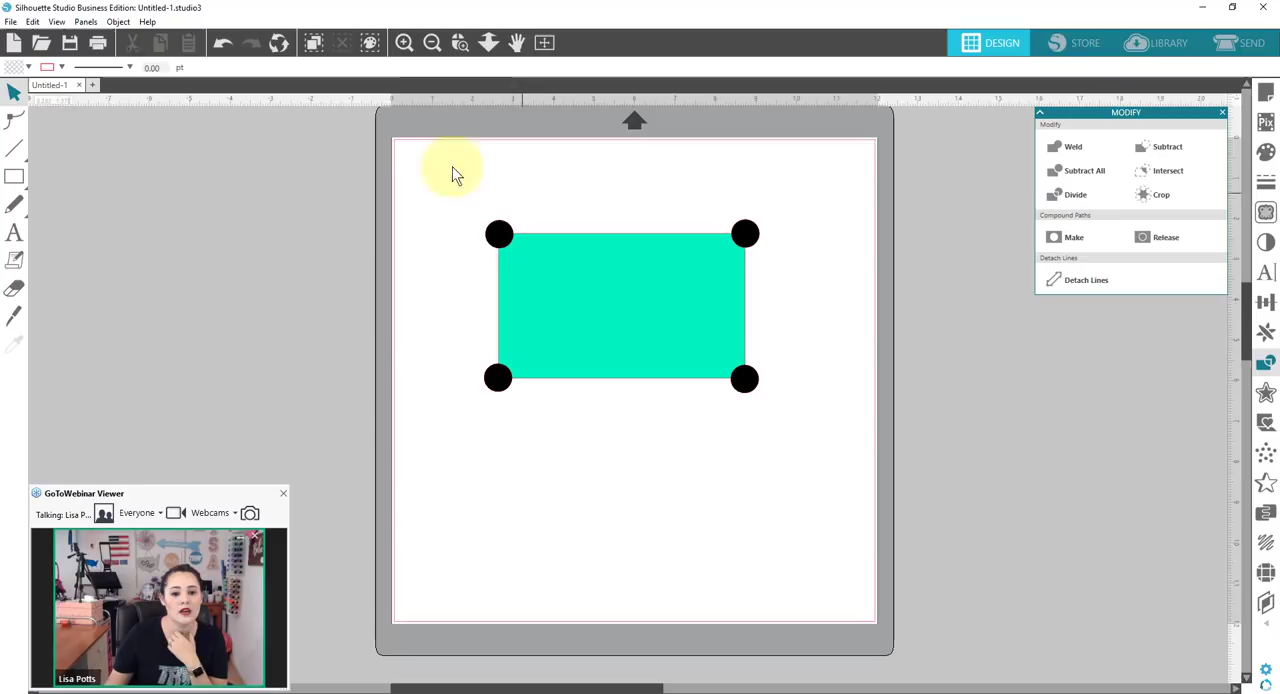 Silhouette Studio Business Edition: Untitled-1.studio3
File Edit View Panels Object Help
DESIGN STORE LIBRARY SEND
0.00 pt
Untitled-1
MODIFY
Modify
Weld Subtract
Subtract All Intersect
Divide Crop
Compound Paths
Make Release
Detach Lines
Detach Lines
Pix
A
A
GoToWebinar Viewer
Talking: Lisa P... Everyone Webcams
Lisa Potts